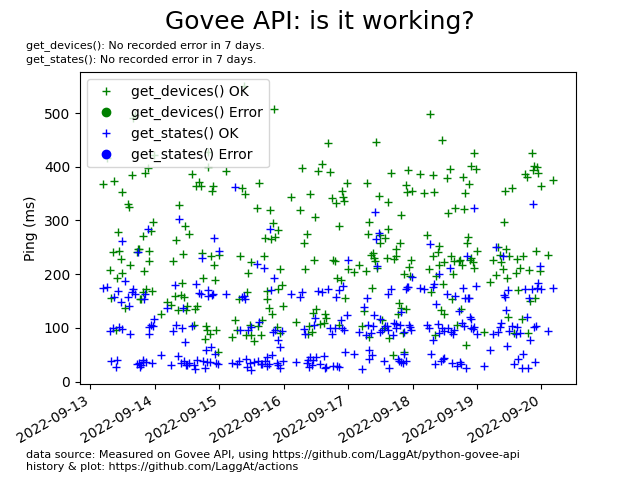 Govee API: is it working?
get_devices(): No recorded error in 7 days.
get_states(): No recorded error in 7 days.
get_devices() OK
get_devices() Error
get_states() OK
get_states() Error
Ping (ms)
500
400
300
200
100
0
2022-09-13
2022-09-14
2022-09-15
2022-09-16
2022-09-17
2022-09-18
2022-09-19
2022-09-20
data source: Measured on Govee API, using https://github.com/LaggAt/python-govee-api
history & plot: https://github.com/LaggAt/actions